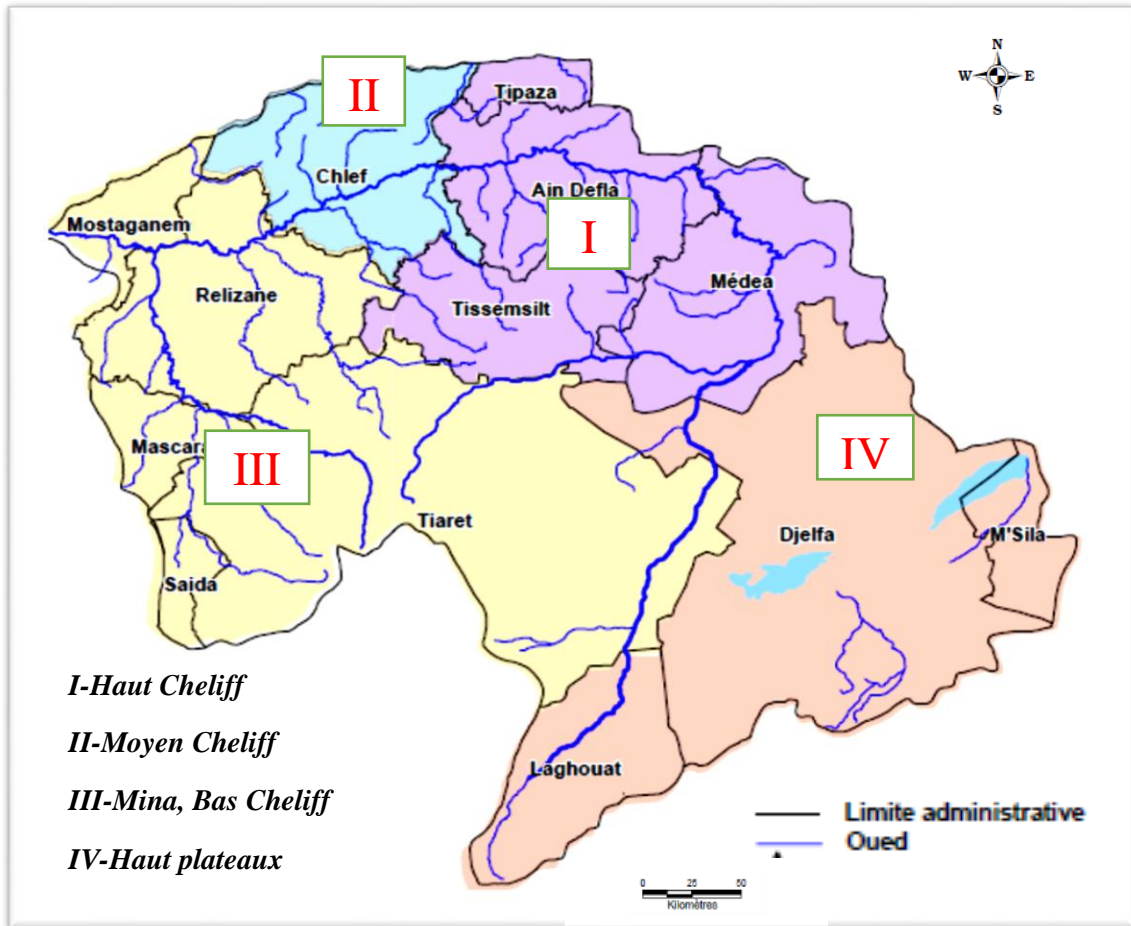 N
W E
S
II
Tipaza
Chlef
Ain Defla
I
Mostaganem
Médea
Relizane
Tissemsilt
Mascara
III
IV
Tiaret
Djelfa
M'Sila
Saida
Laghouat
I-Haut Cheliff
II-Moyen Cheliff
III-Mina, Bas Cheliff
IV-Haut plateaux
Limite administrative
Oued
0 25 50
Kilomètres